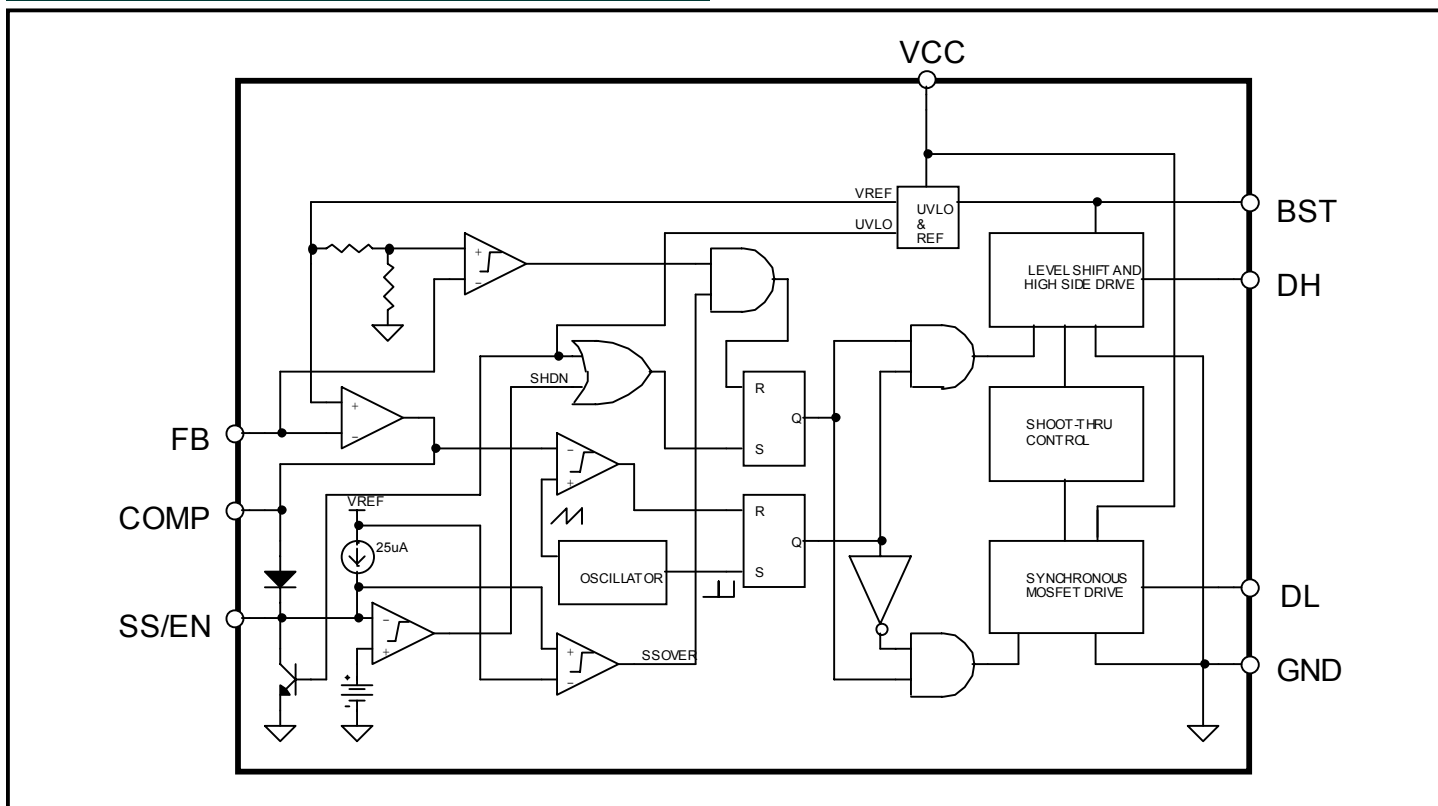 VCC
VREF
UVLO
UVLO
&
REF
BST
LEVEL SHIFT AND
HIGH SIDE DRIVE
DH
+
−
SHDN
R
Q
S
+
−
FB
SHOOT-THRU
CONTROL
−
+
COMP
VREF
25uA
R
Q
S
OSCILLATOR
SYNCHRONOUS
MOSFET DRIVE
DL
SS/EN
−
+
+
−
SSOVER
+
-
GND